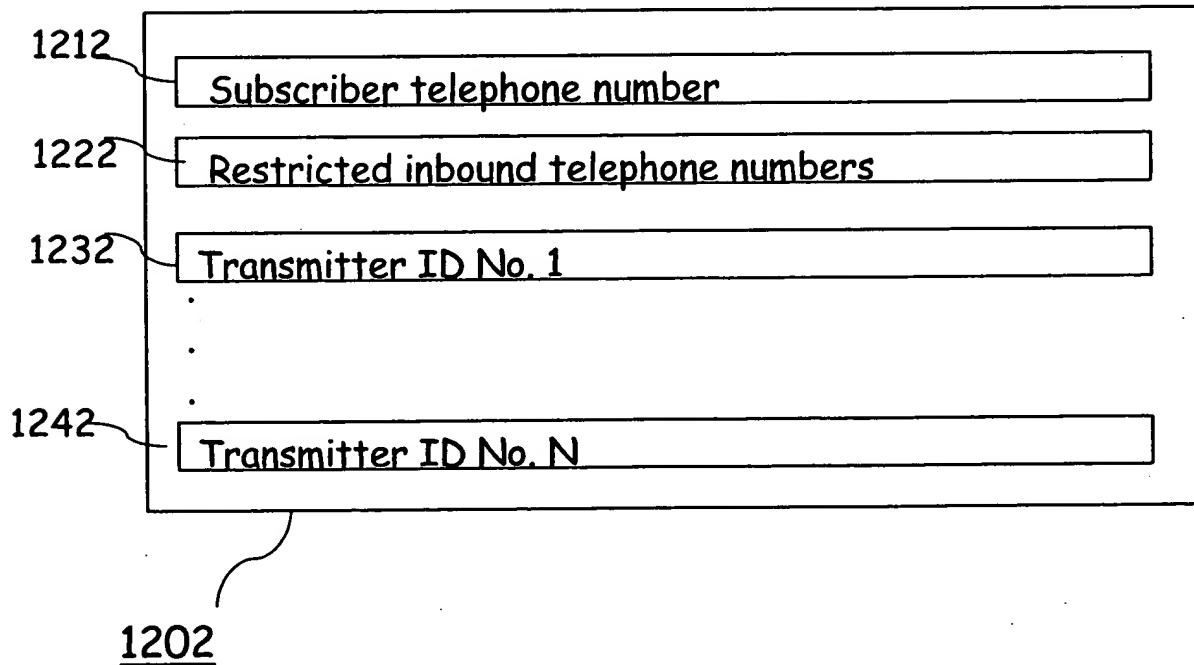 1212
Subscriber telephone number
1222
Restricted inbound telephone numbers
1232
Transmitter ID No. 1
1242
Transmitter ID No. N
1202